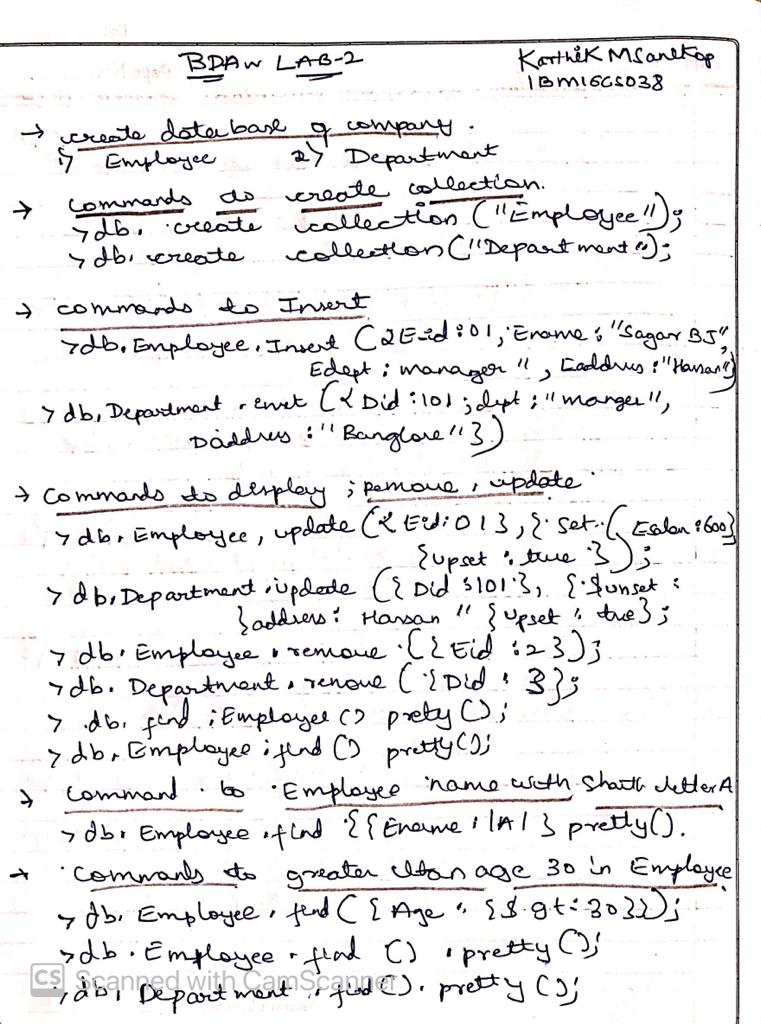 BDAW LAB-2
Karthik M Sanekop
1BM16CS038
→ create database of company.
1) Employee 2) Department
→ commands to create collection.
>db. create collection ("Employee");
>db. create collection ("Department");
→ commands to Insert
>db. Employee. Insert ({E-id:01, Ename: "Sagar BJ",
Edept: manager", Eaddress: "Hassan"})
>db, Department. ({Did:101; dept; "manger",
Daddress: "Banglore"})
→ Commands to display ; remove, update
>db. Employee, update ({Eid:01}, {Set. (:600}
{upset: true});
>db, Department. update ({Did:101}, {$unset:
}address: Hassan" {upset: true};
>db. Employee. remove. ({Eid:2});
>db. Department. remove ({Did: 3};
>db. find ; Employee () prety();
>db, Employee ; find () pretty();
→ Command to Employee name with letter A
>db. Employee. find {{Ename: |A| } pretty().
→ Commands to greater than age 30 in Employee
>db. Employee. find ({Age: {$.gt:30}});
>db. Employee. find () . pretty();
>db, Department. find (). pretty();
CS Scanned with CamScanner